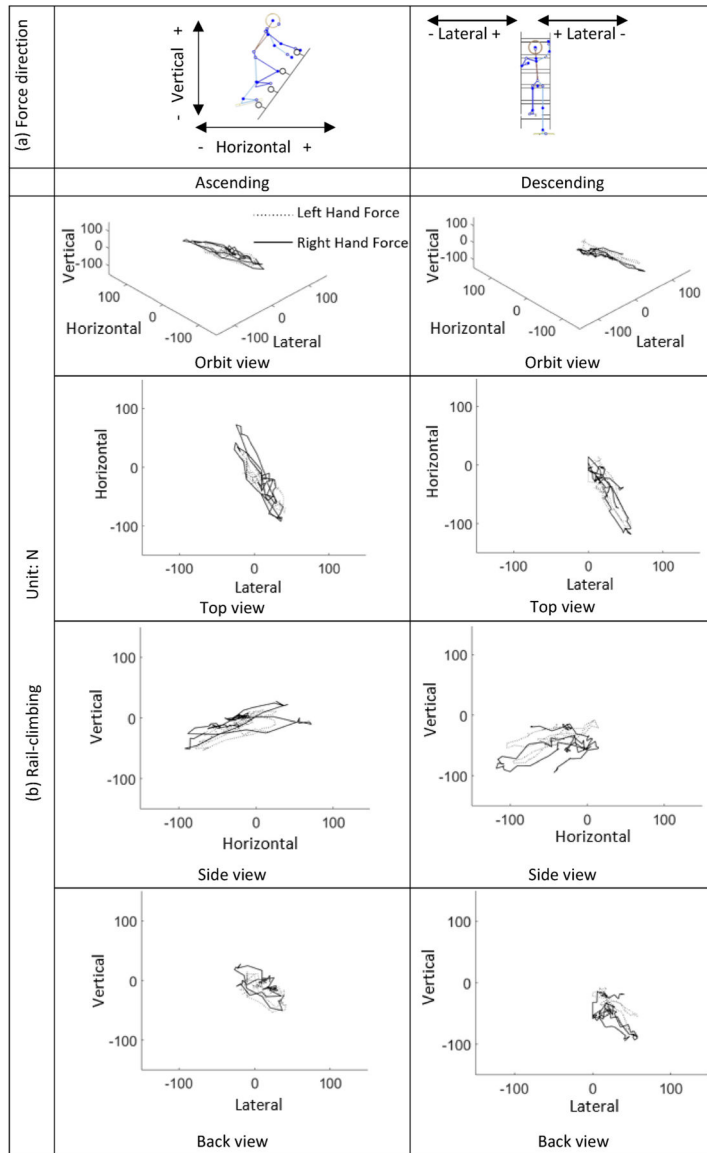 (a) Force direction
- Vertical +
- Horizontal +
- Lateral +
+ Lateral -
Ascending
Descending
Unit: N
(b) Rail-climbing
Left Hand Force
Right Hand Force
Vertical
100
0
-100
100
0
-100
Horizontal
100
0
-100
Lateral
Orbit view
Vertical
100
0
-100
100
0
-100
Horizontal
100
0
-100
Lateral
Orbit view
Horizontal
100
0
-100
-100
0
100
Lateral
Top view
Horizontal
100
0
-100
-100
0
100
Lateral
Top view
Vertical
100
0
-100
-100
0
100
Horizontal
Side view
Vertical
100
0
-100
-100
0
100
Horizontal
Side view
Vertical
100
0
-100
-100
0
100
Lateral
Back view
Vertical
100
0
-100
-100
0
100
Lateral
Back view